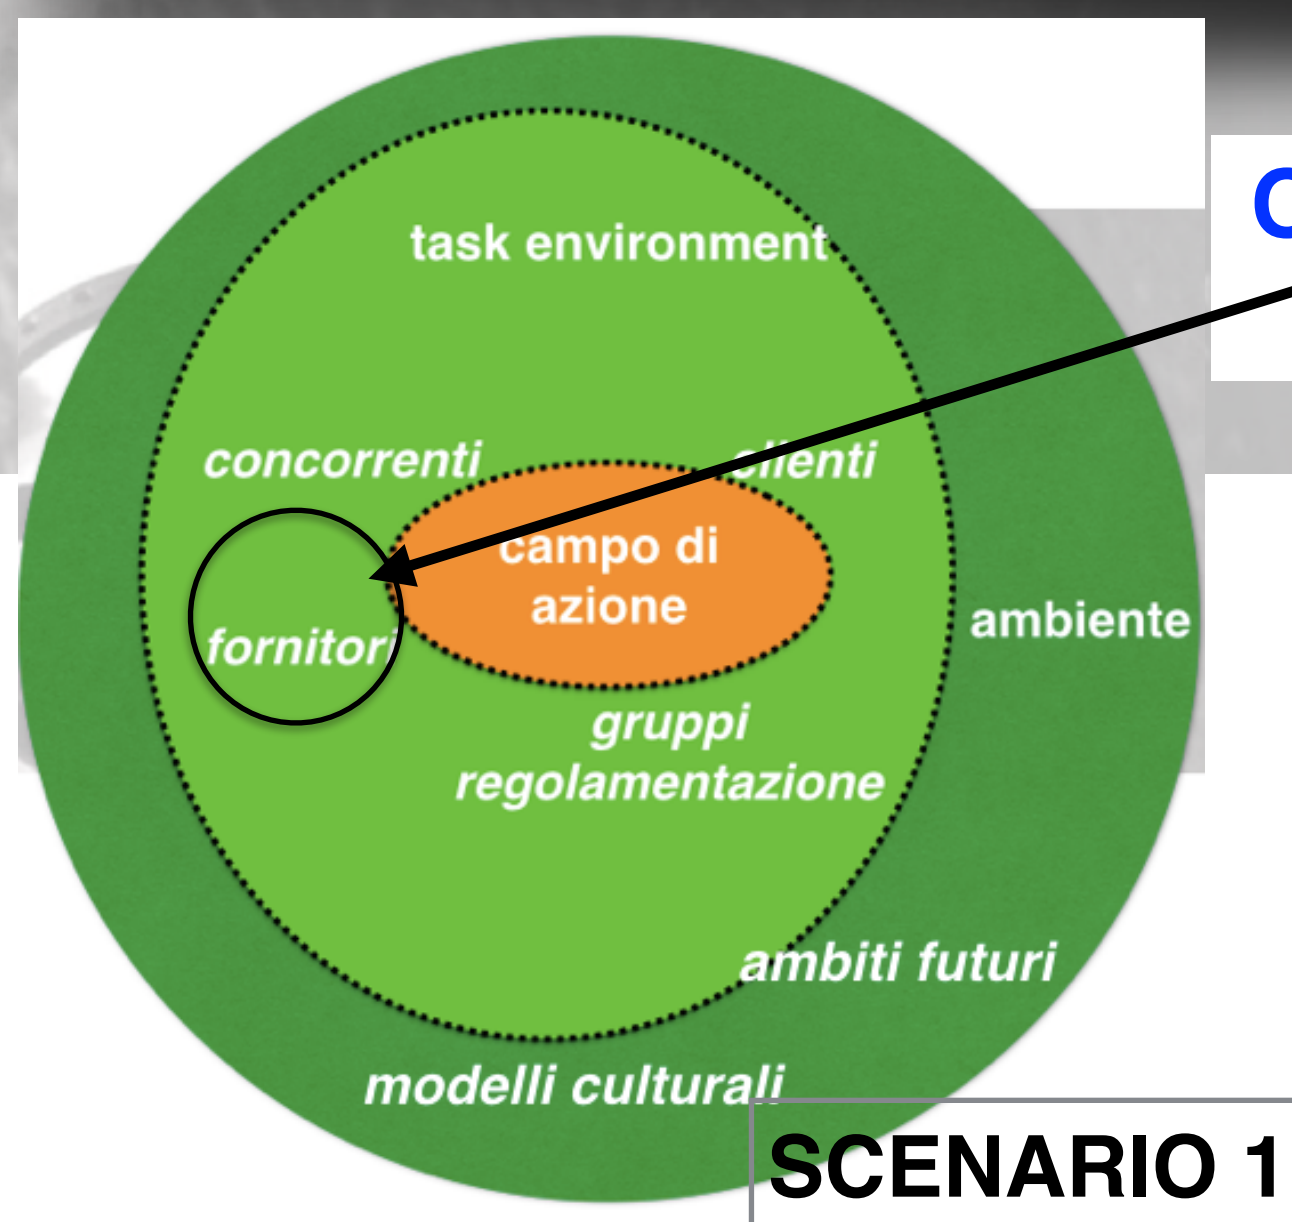 task environment
concorrenti
clienti
campo di
azione
fornitori
ambiente
gruppi
regolamentazione
ambiti futuri
modelli culturali
SCENARIO 1